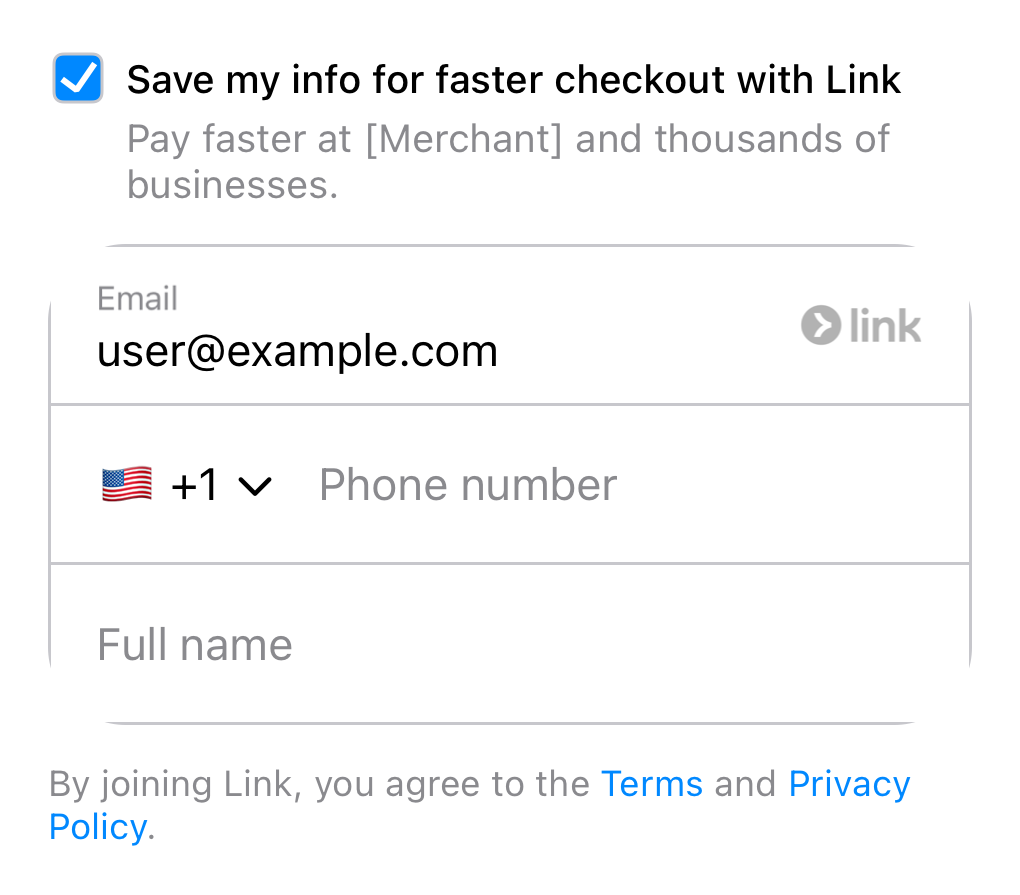 Save my info for faster checkout with Link
Pay faster at [Merchant] and thousands of
businesses.
Email
link
user@example.com
+1 Phone number
Full name
By joining Link, you agree to the Terms and Privacy
Policy.